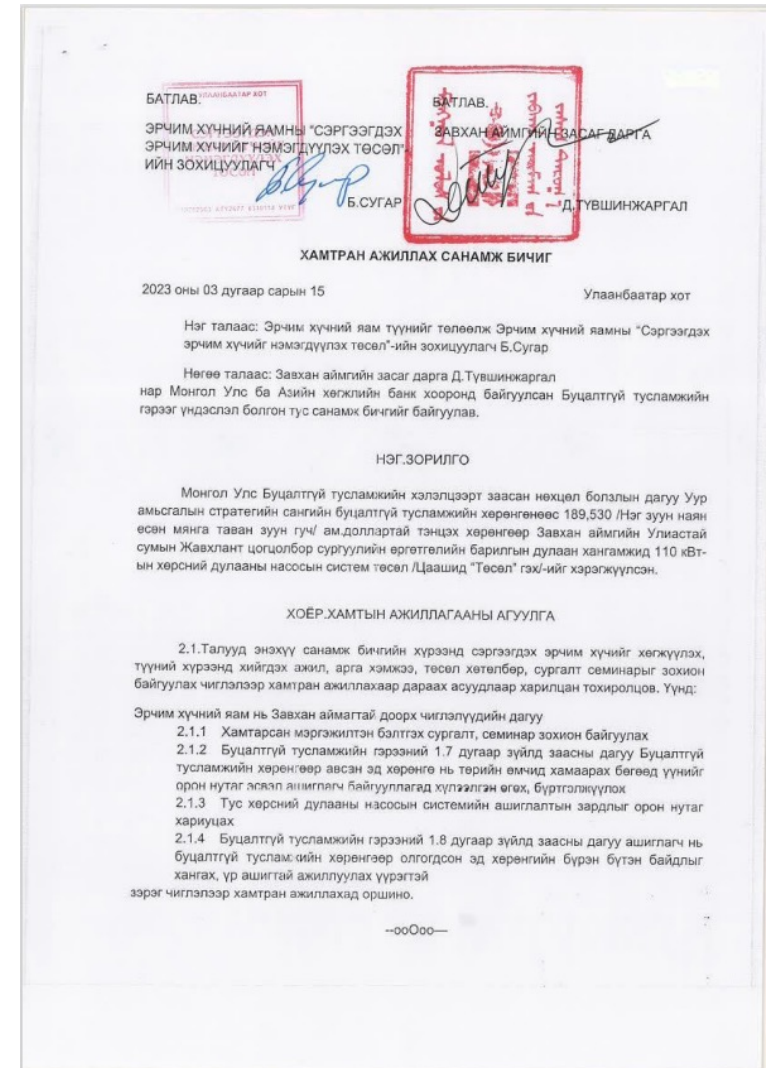 УЛААНБААТАР ХОТ
БАТЛАВ.
БАТЛАВ.
ЭРЧИМ ХҮЧНИЙ ЯАМНЫ "СЭРГЭЭГДЭХ
ЭРЧИМ ХҮЧИЙГ НЭМЭГДҮҮЛЭХ ТӨСӨЛ"-
ИЙН ЗОХИЦУУЛАГЧ
Б.СУГАР
ЗАВХАН АЙМГИЙН ЗАСАГ ДАРГА
Д.ТҮВШИНЖАРГАЛ
ХАМТРАН АЖИЛЛАХ САНАМЖ БИЧИГ
2023 оны 03 дугаар сарын 15
Улаанбаатар хот
Нэг талаас: Эрчим хүчний яам түүнийг төлөөлж Эрчим хүчний яамны "Сэргээгдэх
эрчим хүчийг нэмэгдүүлэх төсөл"-ийн зохицуулагч Б.Сугар
Нөгөө талаас: Завхан аймгийн засаг дарга Д.Түвшинжаргал
нар Монгол Улс ба Азийн хөгжлийн банк хооронд байгуулсан Буцалтгүй тусламжийн
гэрээг үндэслэл болгон тус санамж бичгийг байгуулав.
НЭГ.ЗОРИЛГО
Монгол Улс Буцалтгүй тусламжийн хэлэлцээрт заасан нөхцөл болзлын дагуу Уур
амьсгалын стратегийн сангийн буцалтгүй тусламжийн хөрөнгөнөөс 189,530 /Нэг зуун наян
есөн мянга таван зуун гуч/ ам.доллартай тэнцэх хөрөнгөөр Завхан аймгийн Улиастай
сумын Жавхлант цогцолбор сургуулийн өргөтгөлийн барилгын дулаан хангамжид 110 кВт-
ын хөрсний дулааны насосын систем төсөл /Цаашид "Төсөл" гэх/-ийг хэрэгжүүлсэн.
ХОЁР.ХАМТЫН АЖИЛЛАГААНЫ АГУУЛГА
2.1.Талууд энэхүү санамж бичгийн хүрээнд сэргээгдэх эрчим хүчийг хөгжүүлэх,
түүний хүрээнд хийгдэх ажил, арга хэмжээ, төсөл хөтөлбөр, сургалт семинарыг зохион
байгуулах чиглэлээр хамтран ажиллахаар дараах асуудлаар харилцан тохиролцов. Үүнд:
Эрчим хүчний яам нь Завхан аймагтай доорх чиглэлүүдийн дагуу
2.1.1 Хамтарсан мэргэжилтэн бэлтгэх сургалт, семинар зохион байгуулах
2.1.2 Буцалтгүй тусламжийн гэрээний 1.7 дугаар зүйлд заасны дагуу Буцалтгүй
тусламжийн хөрөнгөөр авсан эд хөрөнгө нь төрийн өмчид хамаарах бөгөөд үүнийг
орон нутаг эсвэл ашиглагч байгууллагад хүлээлгэн өгөх, бүртгэлжүүлэх
2.1.3 Тус хөрсний дулааны насосын системийн ашиглалтын зардлыг орон нутаг
хариуцах
2.1.4 Буцалтгүй тусламжийн гэрээний 1.8 дугаар зүйлд заасны дагуу ашиглагч нь
буцалтгүй тусламжийн хөрөнгөөр олгогдсон эд хөрөнгийн бүрэн бүтэн байдлыг
хангах, үр ашигтай ажиллуулах үүрэгтэй
зэрэг чиглэлээр хамтран ажиллахад оршино.
--ооОоо—